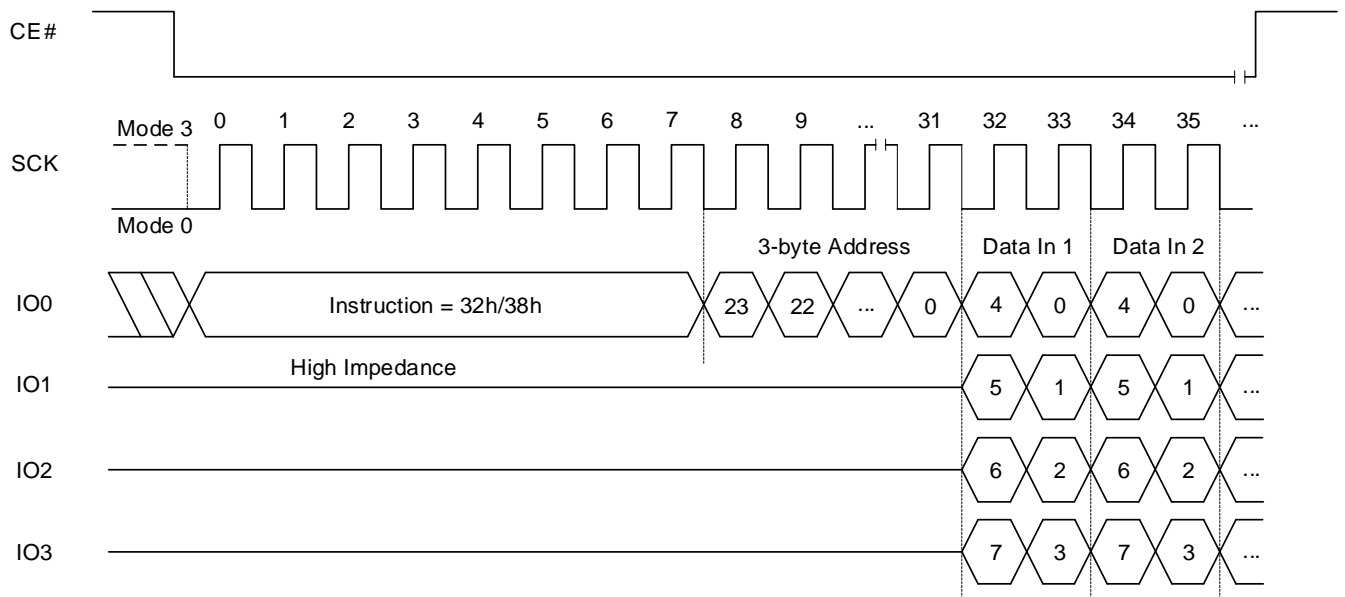 CE#
Mode 3 0 1 2 3 4 5 6 7 8 9 ... 31 32 33 34 35 ...
SCK
Mode 0
3-byte Address Data In 1 Data In 2
IO0 Instruction = 32h/38h 23 22 ... 0 4 0 4 0 ...
High Impedance
IO1 5 1 5 1 ...
IO2 6 2 6 2 ...
IO3 7 3 7 3 ...